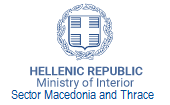 HELLENIC REPUBLIC
Ministry of Interior
Sector Macedonia and Thrace